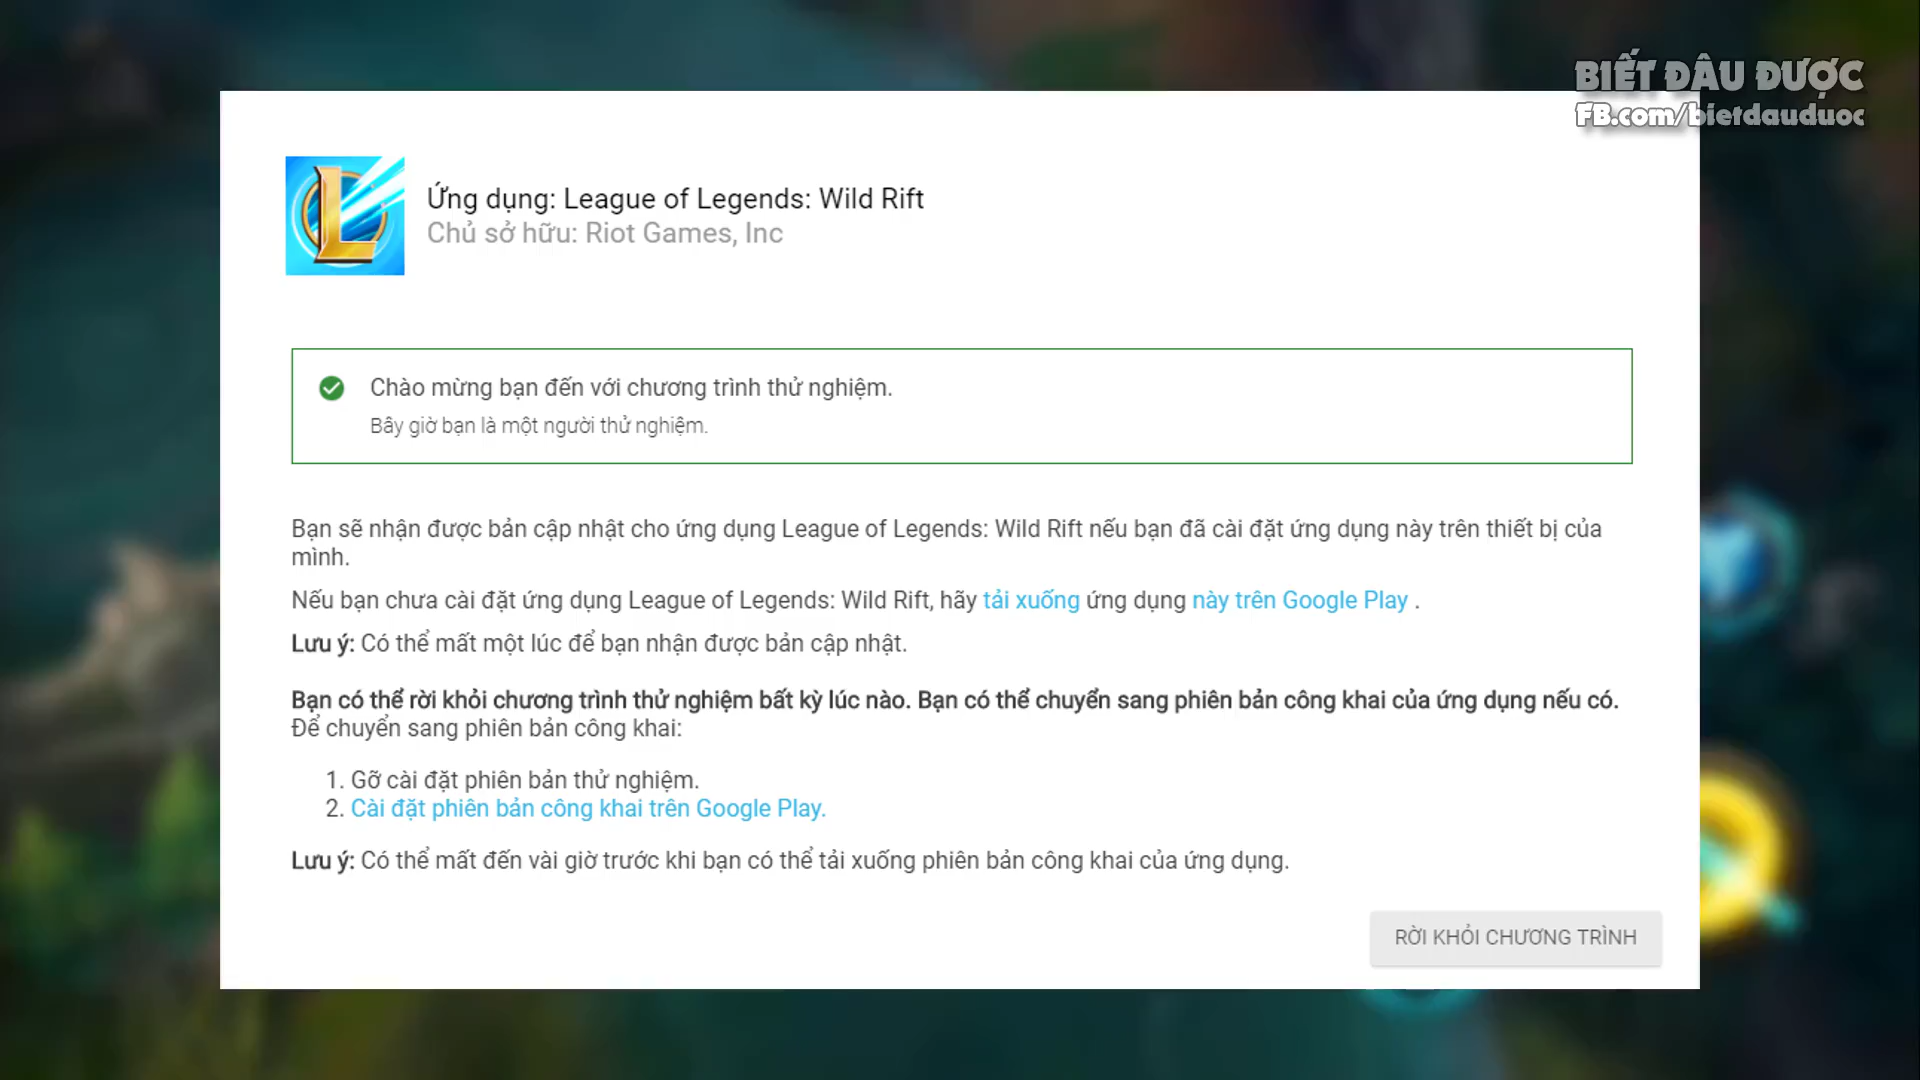 BIẾT ĐÂU ĐƯỢC
FB.com/bietdauduoc
Ứng dụng: League of Legends: Wild Rift
Chủ sở hữu: Riot Games, Inc
Chào mừng bạn đến với chương trình thử nghiệm.
Bây giờ bạn là một người thử nghiệm.
Bạn sẽ nhận được bản cập nhật cho ứng dụng League of Legends: Wild Rift nếu bạn đã cài đặt ứng dụng này trên thiết bị của
mình.
Nếu bạn chưa cài đặt ứng dụng League of Legends: Wild Rift, hãy tải xuống ứng dụng này trên Google Play .
Lưu ý: Có thể mất một lúc để bạn nhận được bản cập nhật.
Bạn có thể rời khỏi chương trình thử nghiệm bất kỳ lúc nào. Bạn có thể chuyển sang phiên bản công khai của ứng dụng nếu có.
Để chuyển sang phiên bản công khai:
1. Gỡ cài đặt phiên bản thử nghiệm.
2. Cài đặt phiên bản công khai trên Google Play.
Lưu ý: Có thể mất đến vài giờ trước khi bạn có thể tải xuống phiên bản công khai của ứng dụng.
RỜI KHỎI CHƯƠNG TRÌNH